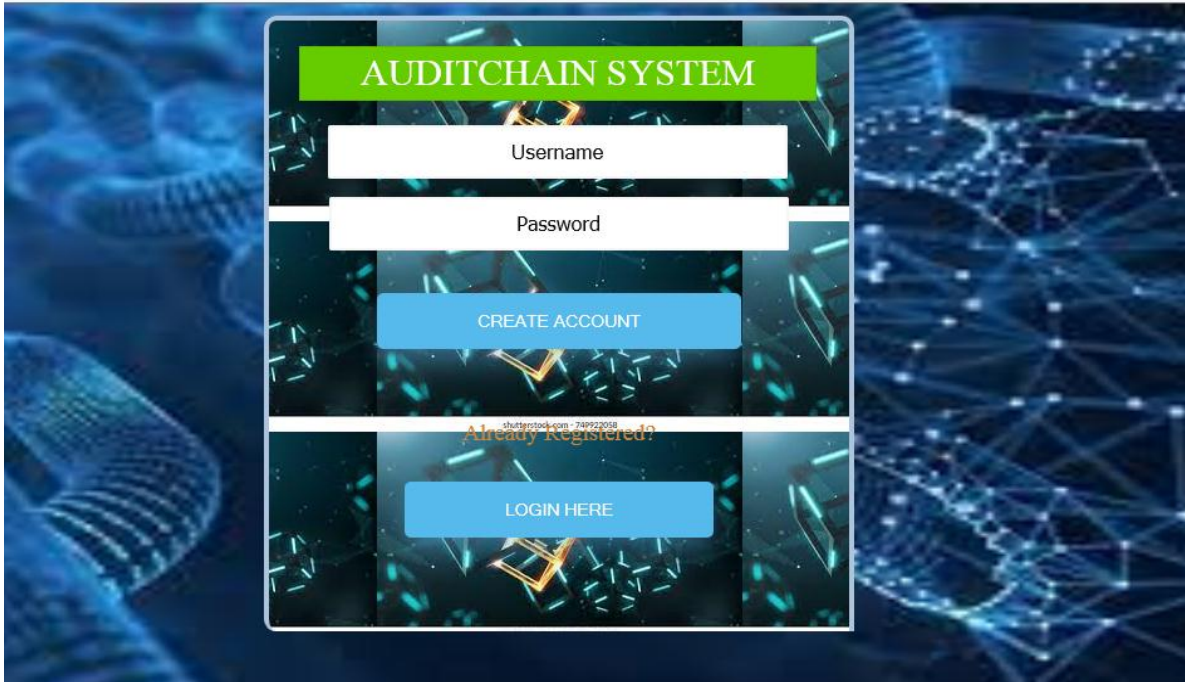 AUDITCHAIN SYSTEM
Username
Password
CREATE ACCOUNT
shutterstock.com - 749922058
Already Registered?
LOGIN HERE